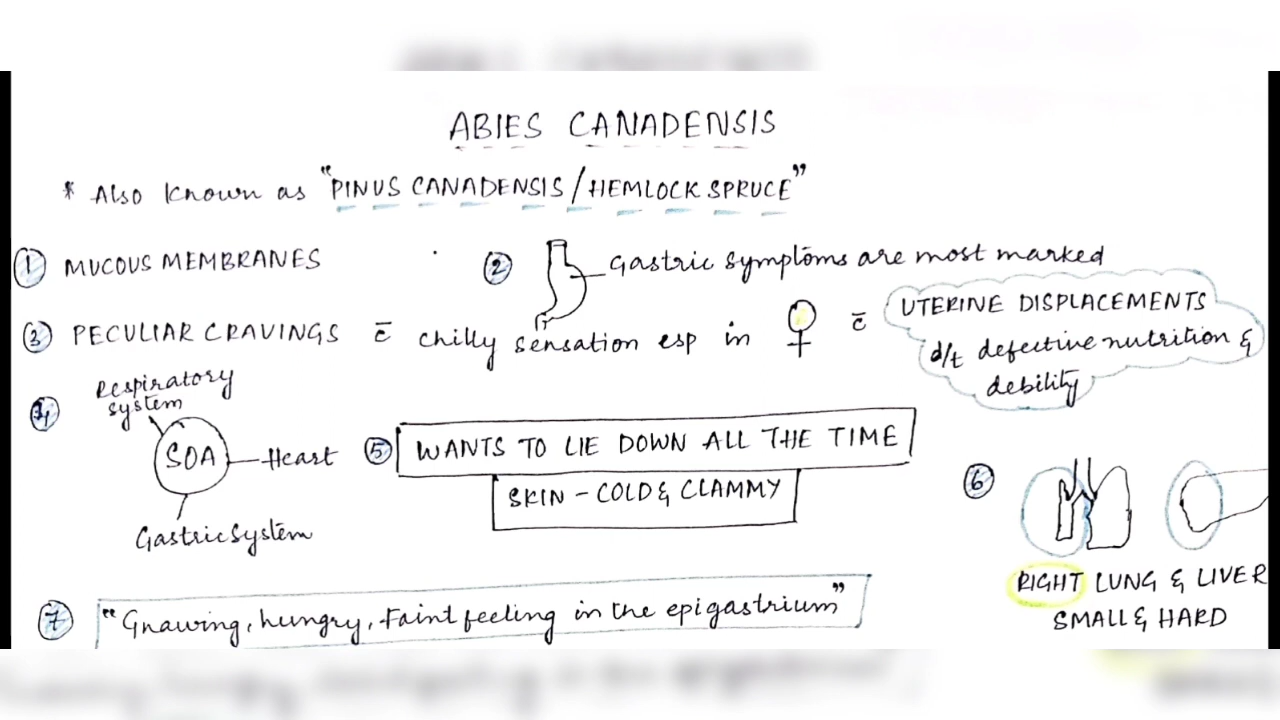 ABIES CANADENSIS
* Also known as "PINUS CANADENSIS/HEMLOCK SPRUCE"
① MUCOUS MEMBRANES
② Gastric symptoms are most marked
③ PECULIAR CRAVINGS c̄ chilly sensation esp in ♀ c̄
UTERINE DISPLACEMENTS
d/t defective nutrition &
debility
④
Respiratory
system
SOA
Heart
Gastric system
⑤ WANTS TO LIE DOWN ALL THE TIME
SKIN - COLD & CLAMMY
⑥
RIGHT LUNG & LIVER
SMALL & HARD
⑦ "Gnawing, hungry, faint feeling in the epigastrium"